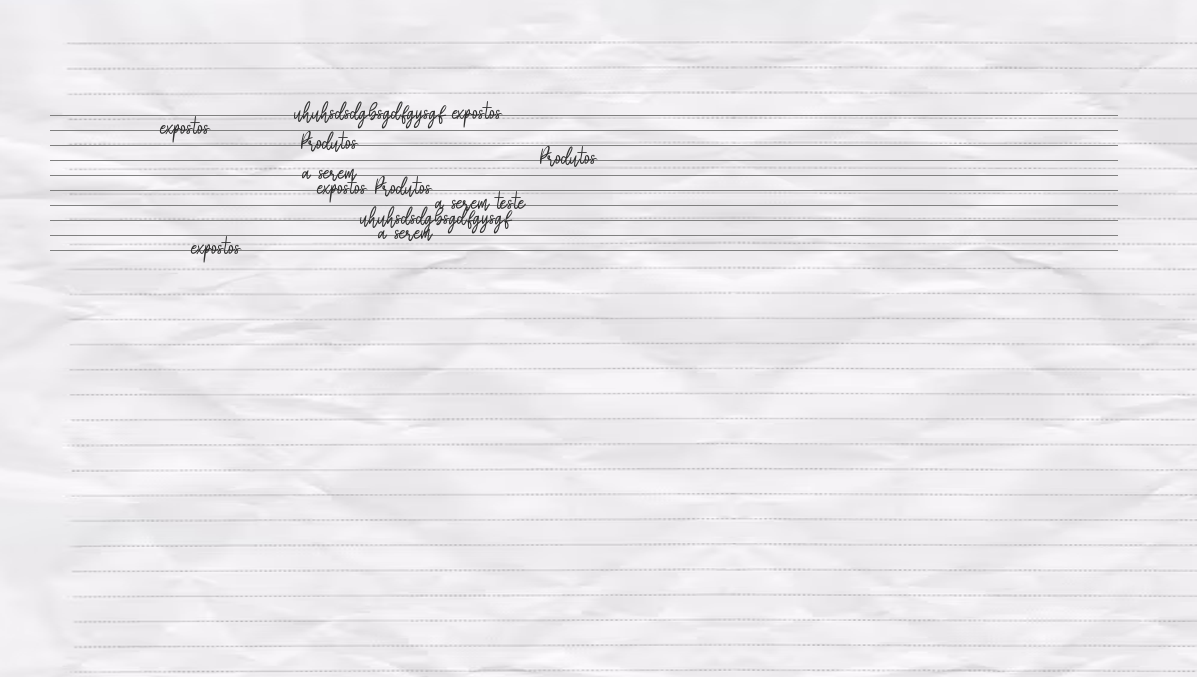 uhuhsdsdgbsgdfgysgf expostos
expostos
Produtos
Produtos
a serem
expostos Produtos
a serem teste
uhuhsdsdgbsgdfgysgf
a serem
expostos